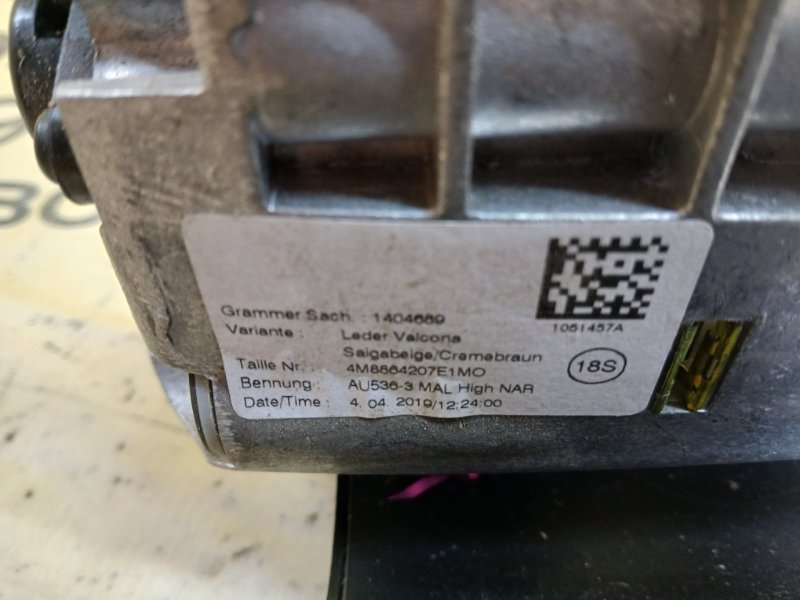 Grammer Sach. : 1404689
Variante : Leder Valcona
Saigabeige/Cremebraun
Taille Nr. : 4M8864207E1MO
Bennung : AU536-3 MAL High NAR
Date/Time : 4. 04. 2019/12:24:00
1051457A
18S